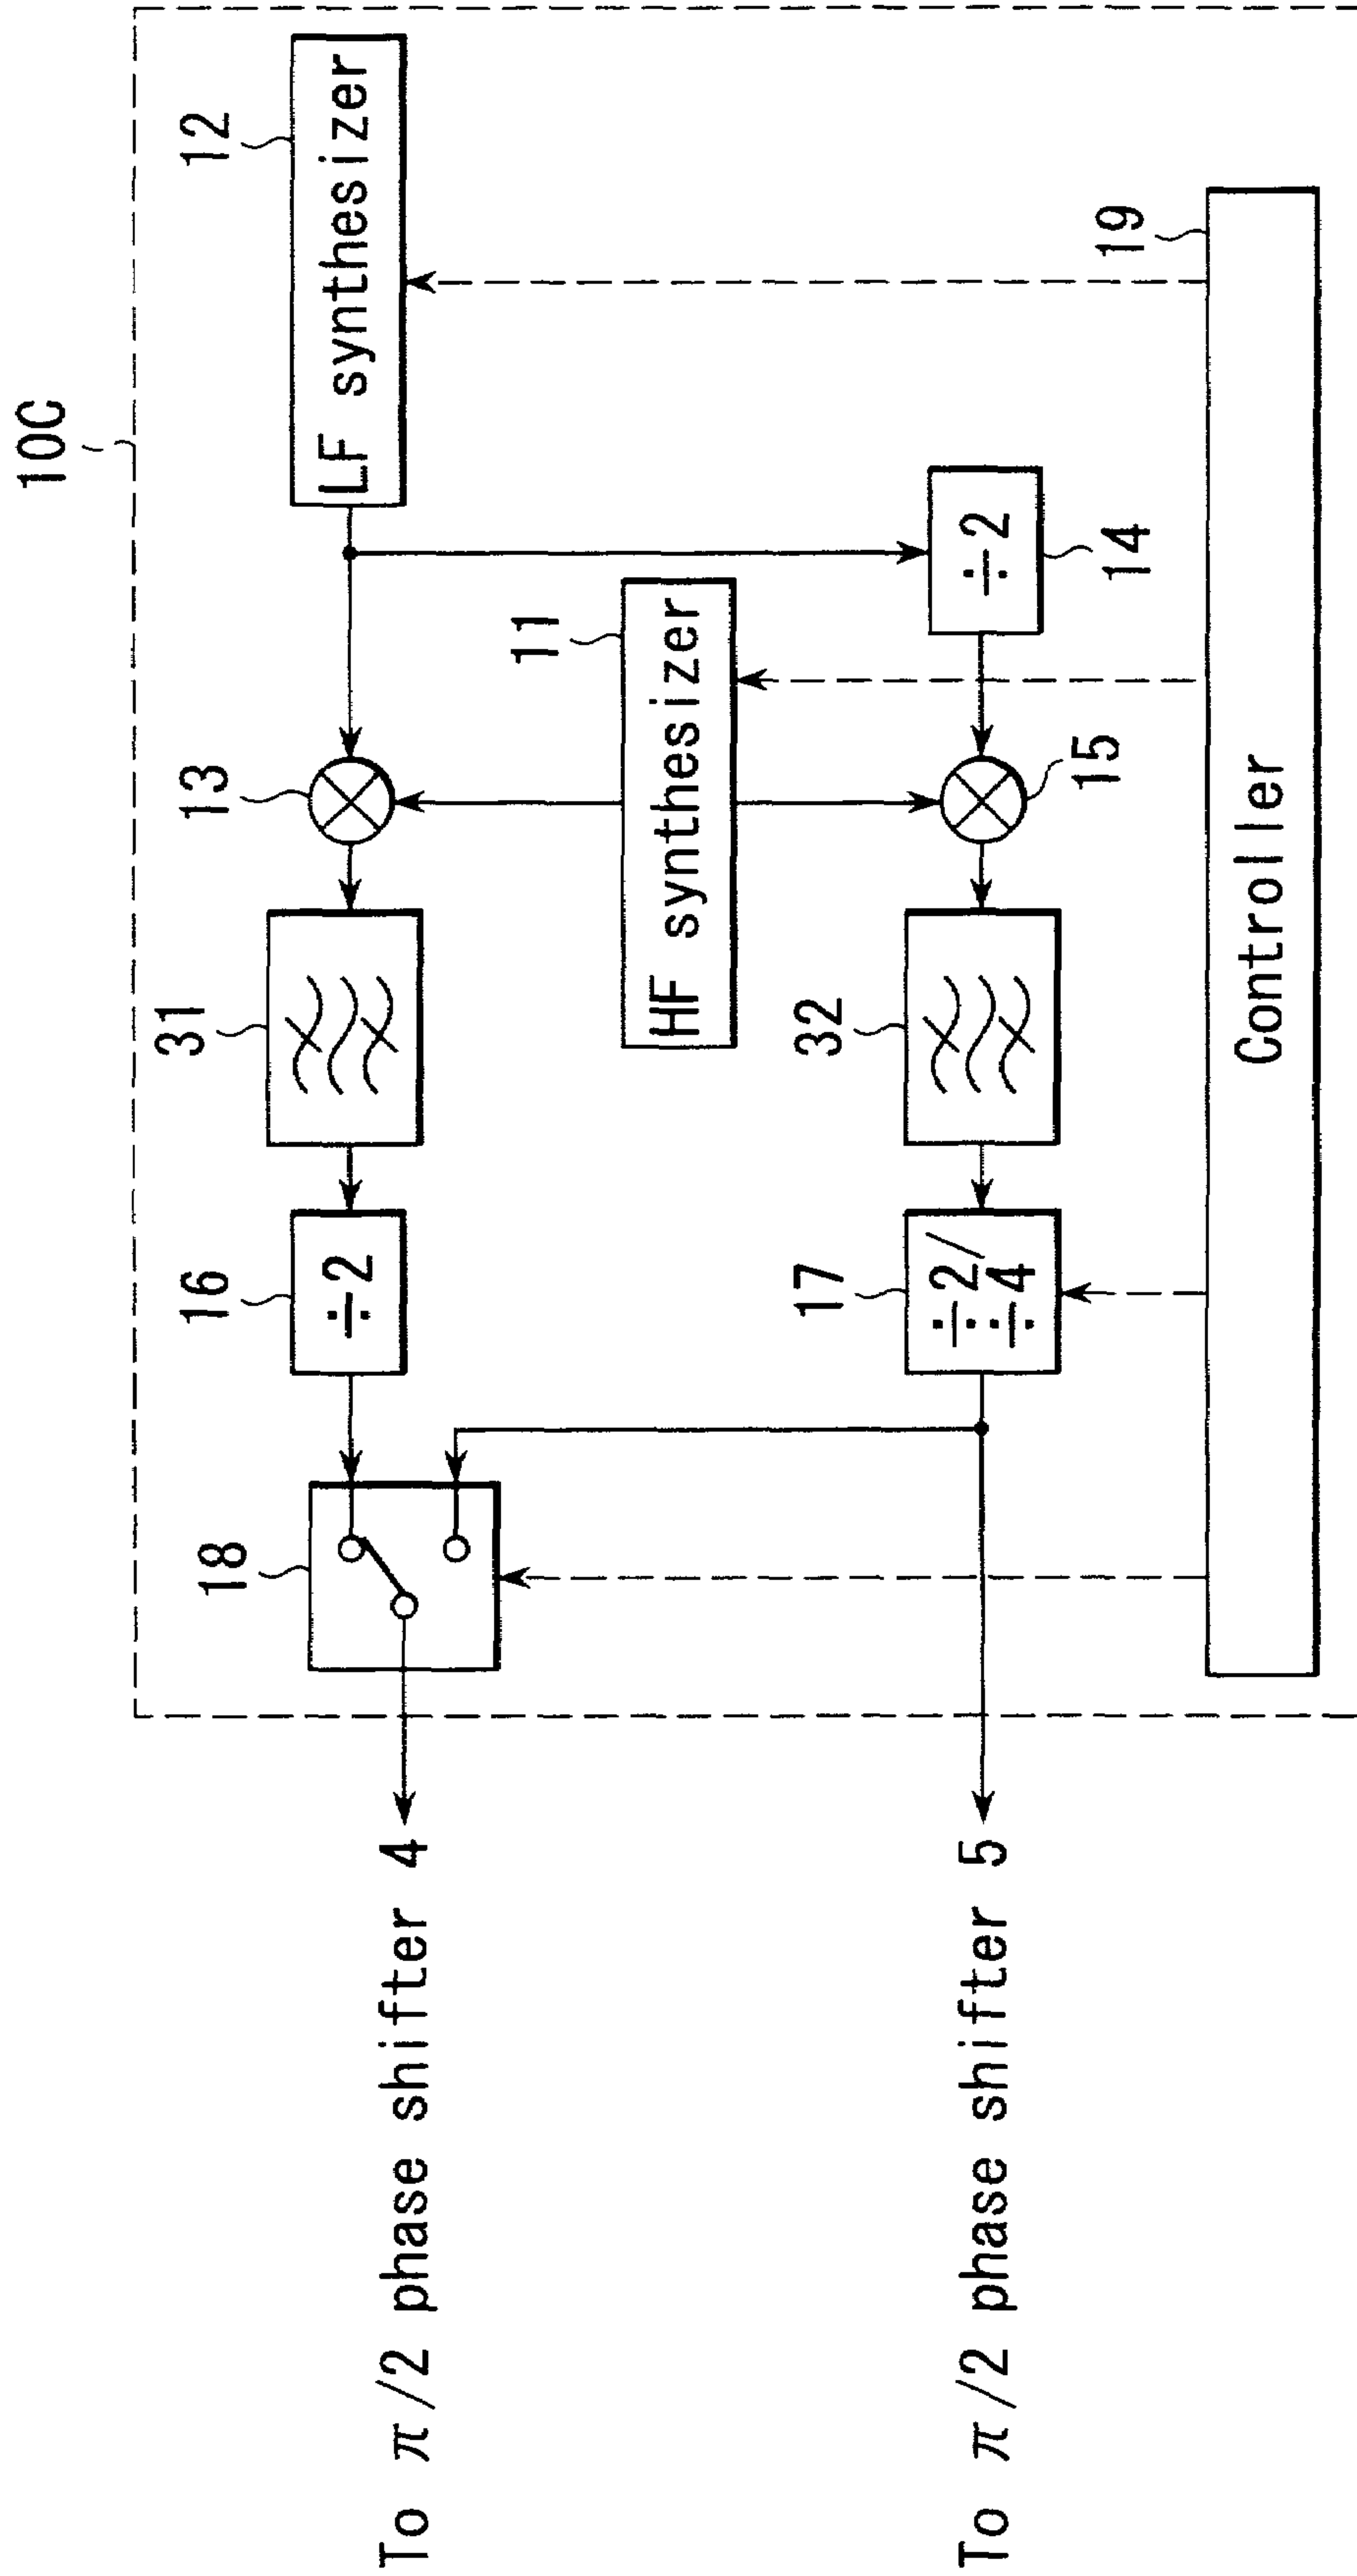 10C
12
LF synthesizer
13
31
16
18
÷2
11
HF synthesizer
To π/2 phase shifter 4
14
÷2
15
32
17
÷2/
÷4
To π/2 phase shifter 5
19
Controller